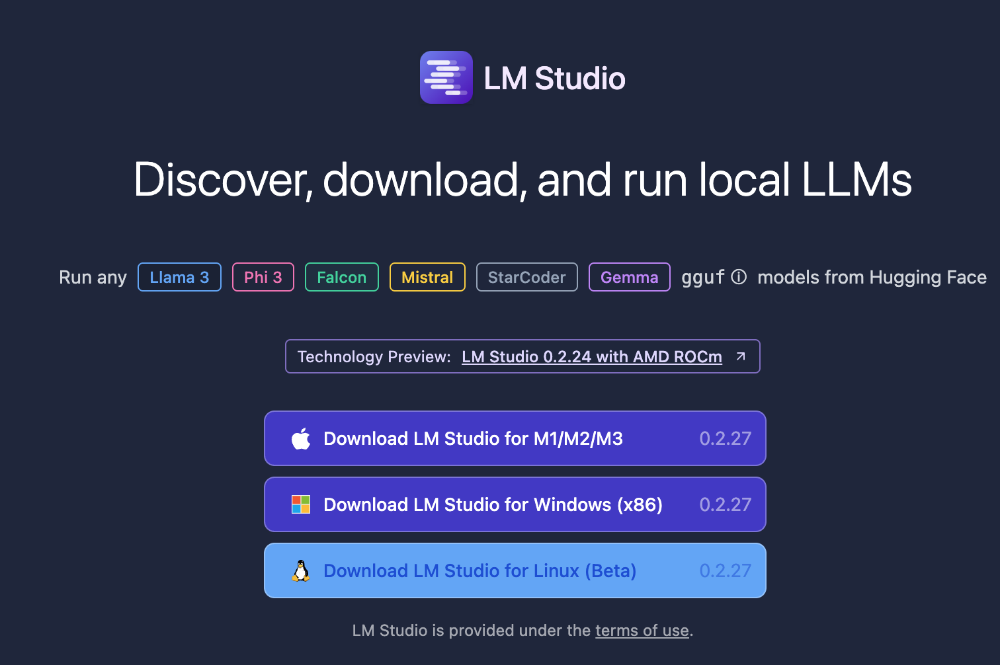 LM Studio
Discover, download, and run local LLMs
Run any Llama 3 Phi 3 Falcon Mistral StarCoder Gemma gguf models from Hugging Face
Technology Preview: LM Studio 0.2.24 with AMD ROCm
Download LM Studio for M1/M2/M3 0.2.27
Download LM Studio for Windows (x86) 0.2.27
Download LM Studio for Linux (Beta) 0.2.27
LM Studio is provided under the terms of use.